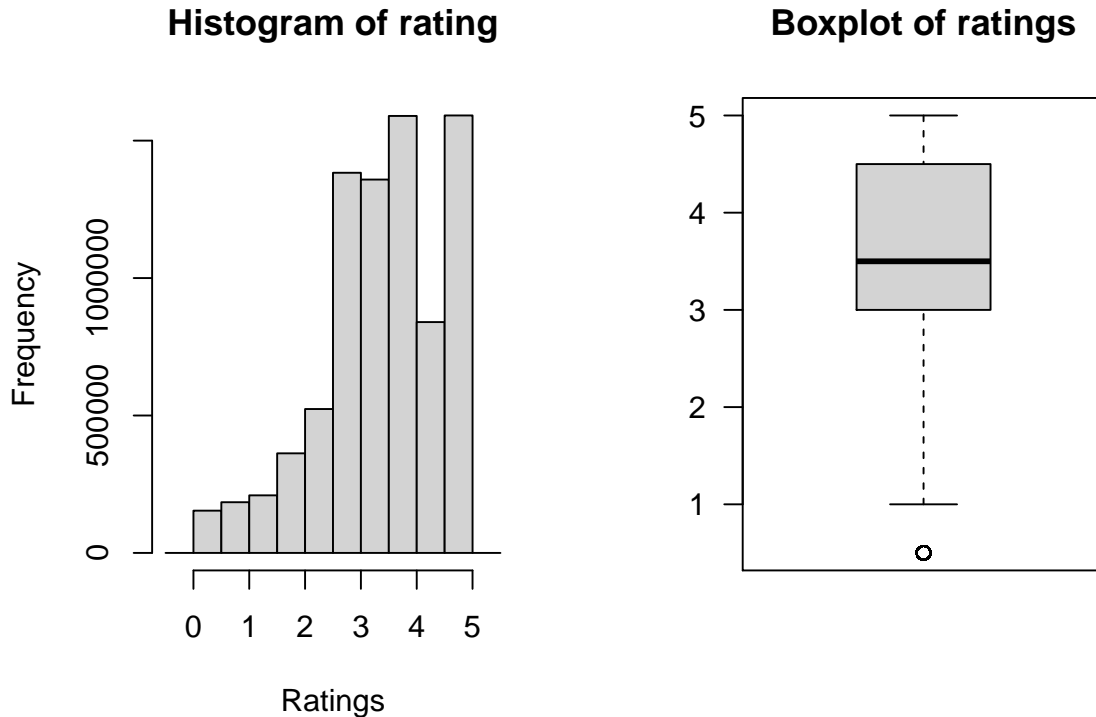 Histogram of rating
Frequency
0
500000
1000000
0 1 2 3 4 5
Ratings
Boxplot of ratings
5
4
3
2
1